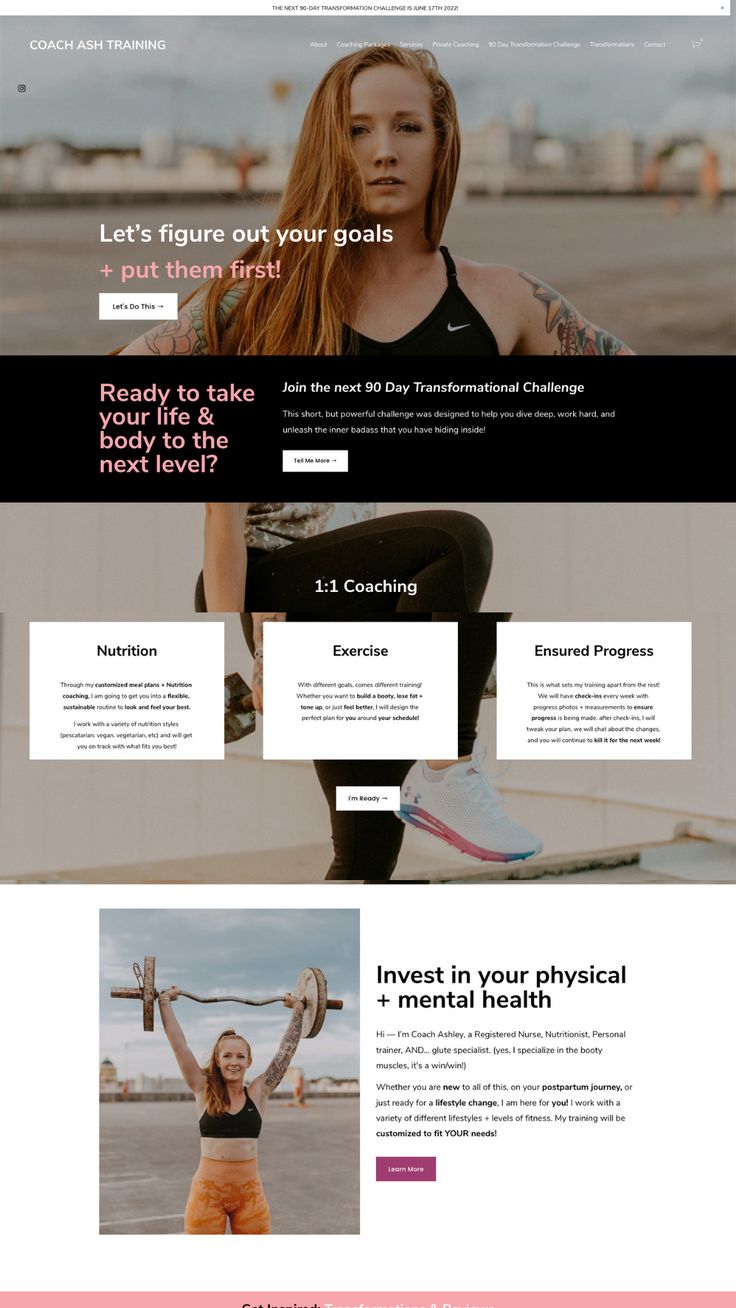 THE NEXT 90-DAY TRANSFORMATION CHALLENGE IS JUNE 17TH 2022!
COACH ASH TRAINING
About Coaching Packages Services Private Coaching 90 Day Transformation Challenge Transformations Contact
0
Let's figure out your goals
+ put them first!
Let's Do This →
Ready to take
your life &
body to the
next level?
Join the next 90 Day Transformational Challenge
This short, but powerful challenge was designed to help you dive deep, work hard, and
unleash the inner badass that you have hiding inside!
Tell Me More →
1:1 Coaching
Nutrition
Through my customized meal plans + Nutrition
coaching, I am going to get you into a flexible,
sustainable routine to look and feel your best.
I work with a variety of nutrition styles
(pescatarian, vegan, vegetarian, etc) and will get
you on track with what fits you best!
Exercise
With different goals, comes different training!
Whether you want to build a booty, lose fat +
tone up, or just feel better, I will design the
perfect plan for you around your schedule!
Ensured Progress
This is what sets my training apart from the rest!
We will have check-ins every week with
progress photos + measurements to ensure
progress is being made. after check-ins, I will
tweak your plan, we will chat about the changes,
and you will continue to kill it for the next week!
I'm Ready →
Invest in your physical
+ mental health
Hi — I'm Coach Ashley, a Registered Nurse, Nutritionist, Personal
trainer, AND... glute specialist. (yes, I specialize in the booty
muscles, it's a win/win!)
Whether you are new to all of this, on your postpartum journey, or
just ready for a lifestyle change, I am here for you! I work with a
variety of different lifestyles + levels of fitness. My training will be
customized to fit YOUR needs!
Learn More
Get Inspired: Transformations & Reviews